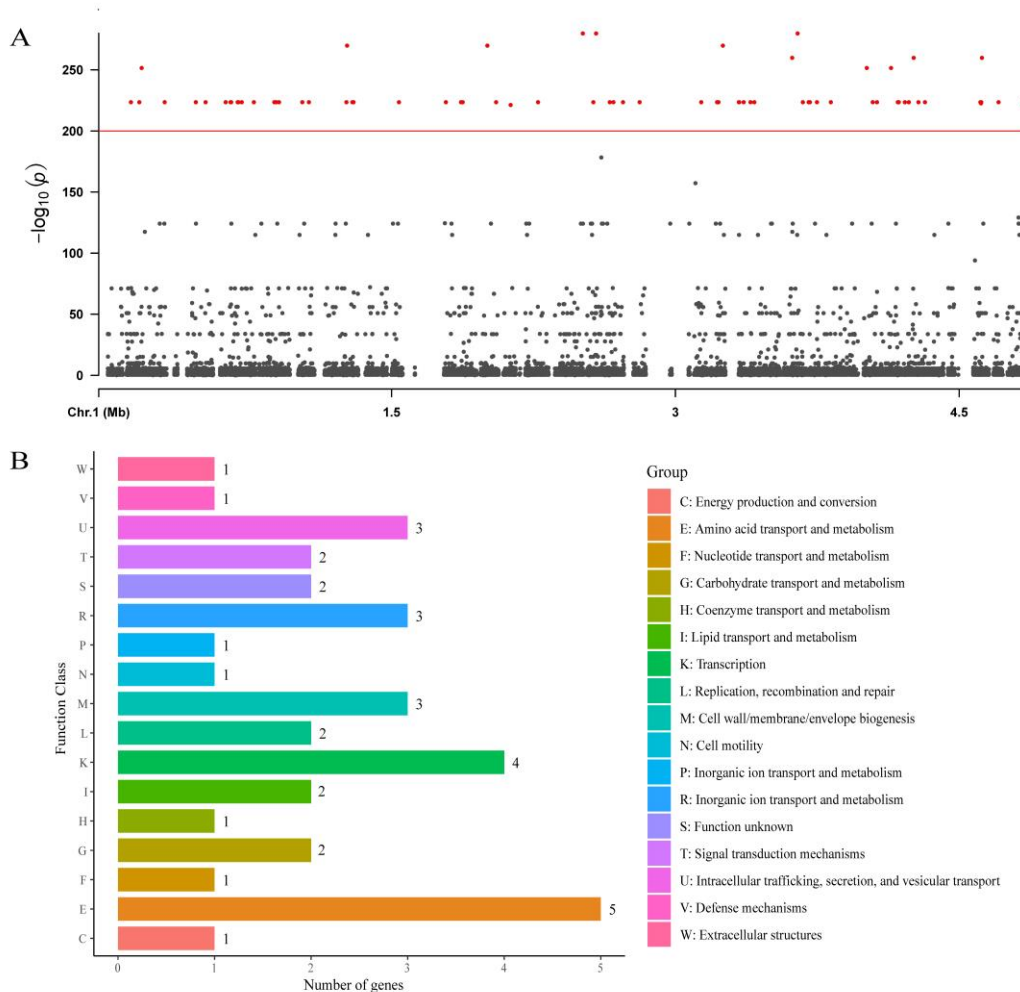 A
250
200
150
100
50
0
−log10(p)
Chr.1 (Mb)
1.5
3
4.5
B
Function Class
W
1
V
1
U
3
T
2
S
2
R
3
P
1
N
1
M
3
L
2
K
4
I
2
H
1
G
2
F
1
E
5
C
1
0
1
2
3
4
5
Number of genes
Group
C: Energy production and conversion
E: Amino acid transport and metabolism
F: Nucleotide transport and metabolism
G: Carbohydrate transport and metabolism
H: Coenzyme transport and metabolism
I: Lipid transport and metabolism
K: Transcription
L: Replication, recombination and repair
M: Cell wall/membrane/envelope biogenesis
N: Cell motility
P: Inorganic ion transport and metabolism
R: Inorganic ion transport and metabolism
S: Function unknown
T: Signal transduction mechanisms
U: Intracellular trafficking, secretion, and vesicular transport
V: Defense mechanisms
W: Extracellular structures